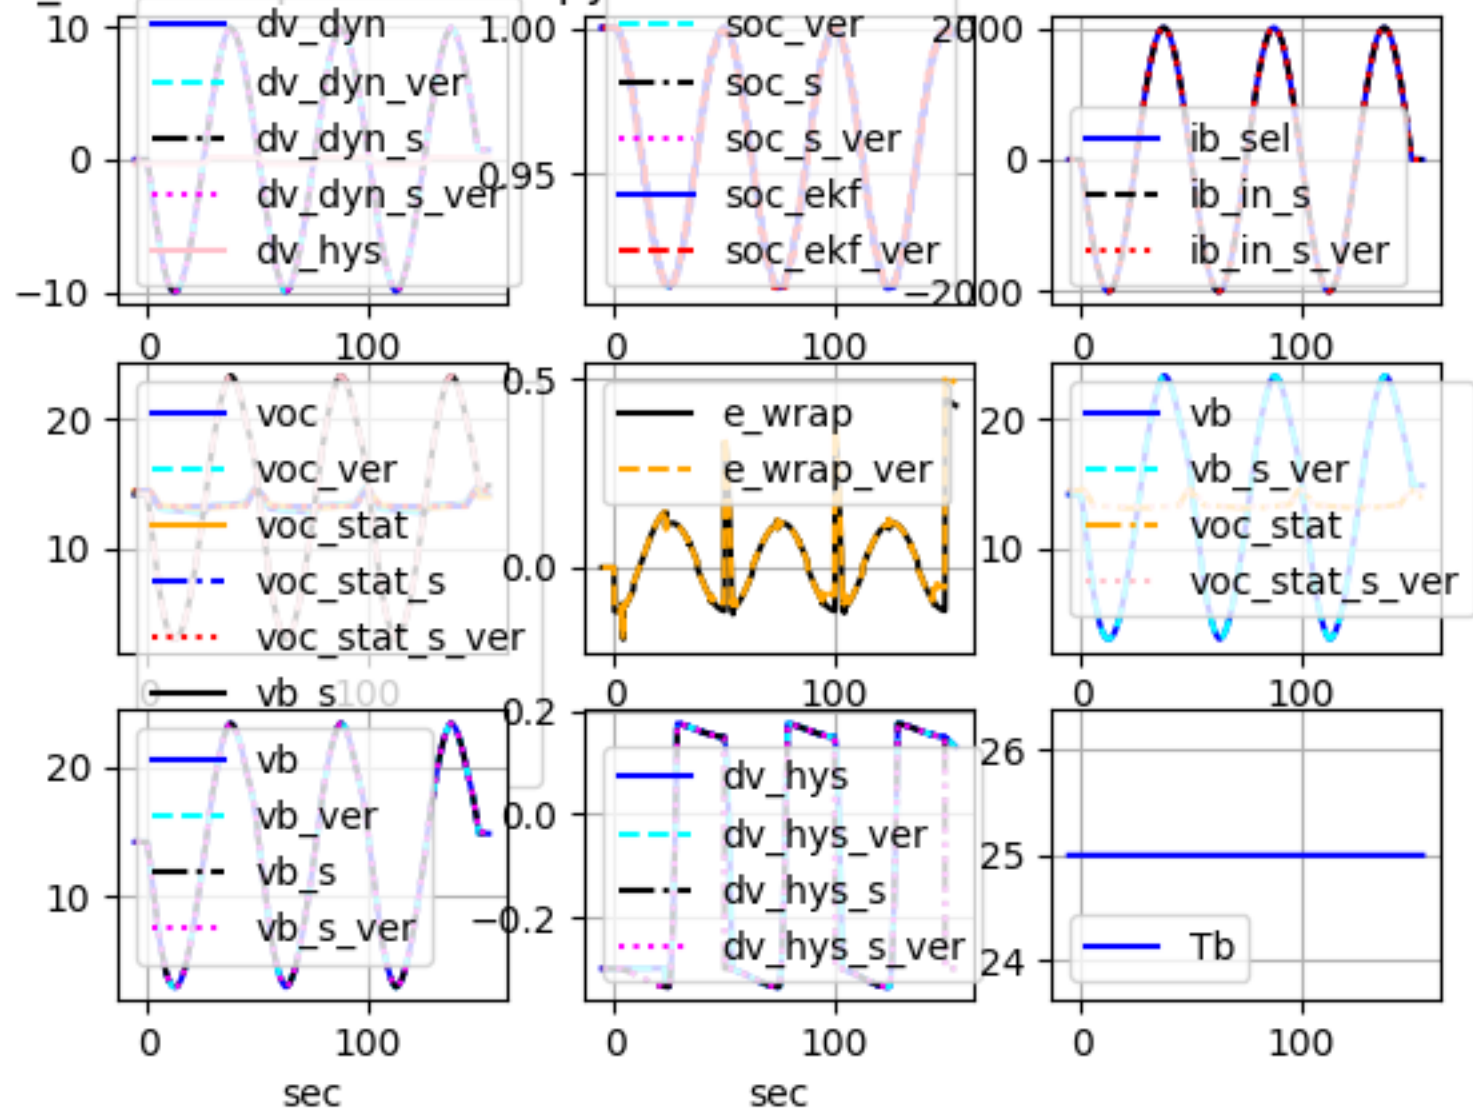 10
0
−10
dv_dyn
dv_dyn_ver
dv_dyn_s
dv_dyn_s_ver
dv_hys
0
100
1.00
0.95
soc_ver
soc_s
soc_s_ver
soc_ekf
soc_ekf_ver
0
100
2000
0
−2000
ib_sel
ib_in_s
ib_in_s_ver
0
100
20
10
voc
voc_ver
voc_stat
voc_stat_s
voc_stat_s_ver
vb_s
0
100
0.5
0.0
e_wrap
e_wrap_ver
0
100
20
10
vb
vb_s_ver
voc_stat
voc_stat_s_ver
0
100
20
10
vb
vb_ver
vb_s
vb_s_ver
0
100
sec
0.2
0.0
−0.2
dv_hys
dv_hys_ver
dv_hys_s
dv_hys_s_ver
0
100
sec
26
25
24
Tb
0
100